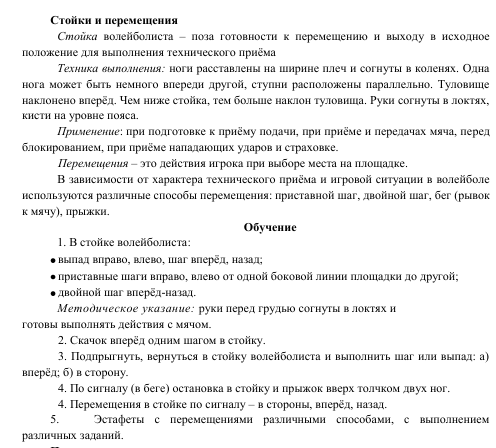 Стойки и перемещения
Стойка волейболиста – поза готовности к перемещению и выходу в исходное
положение для выполнения технического приёма
Техника выполнения: ноги расставлены на ширине плеч и согнуты в коленях. Одна
нога может быть немного впереди другой, ступни расположены параллельно. Туловище
наклонено вперёд. Чем ниже стойка, тем больше наклон туловища. Руки согнуты в локтях,
кисти на уровне пояса.
Применение: при подготовке к приёму подачи, при приёме и передачах мяча, перед
блокированием, при приёме нападающих ударов и страховке.
Перемещения – это действия игрока при выборе места на площадке.
В зависимости от характера технического приёма и игровой ситуации в волейболе
используются различные способы перемещения: приставной шаг, двойной шаг, бег (рывок
к мячу), прыжки.
Обучение
1. В стойке волейболиста:
● выпад вправо, влево, шаг вперёд, назад;
● приставные шаги вправо, влево от одной боковой линии площадки до другой;
● двойной шаг вперёд-назад.
Методическое указание: руки перед грудью согнуты в локтях и
готовы выполнять действия с мячом.
2. Скачок вперёд одним шагом в стойку.
3. Подпрыгнуть, вернуться в стойку волейболиста и выполнить шаг или выпад: а)
вперёд; б) в сторону.
4. По сигналу (в беге) остановка в стойку и прыжок вверх толчком двух ног.
4. Перемещения в стойке по сигналу – в стороны, вперёд, назад.
5. Эстафеты с перемещениями различными способами, с выполнением
различных заданий.